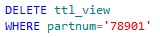 DELETE ttl_view
WHERE partnum='78901'